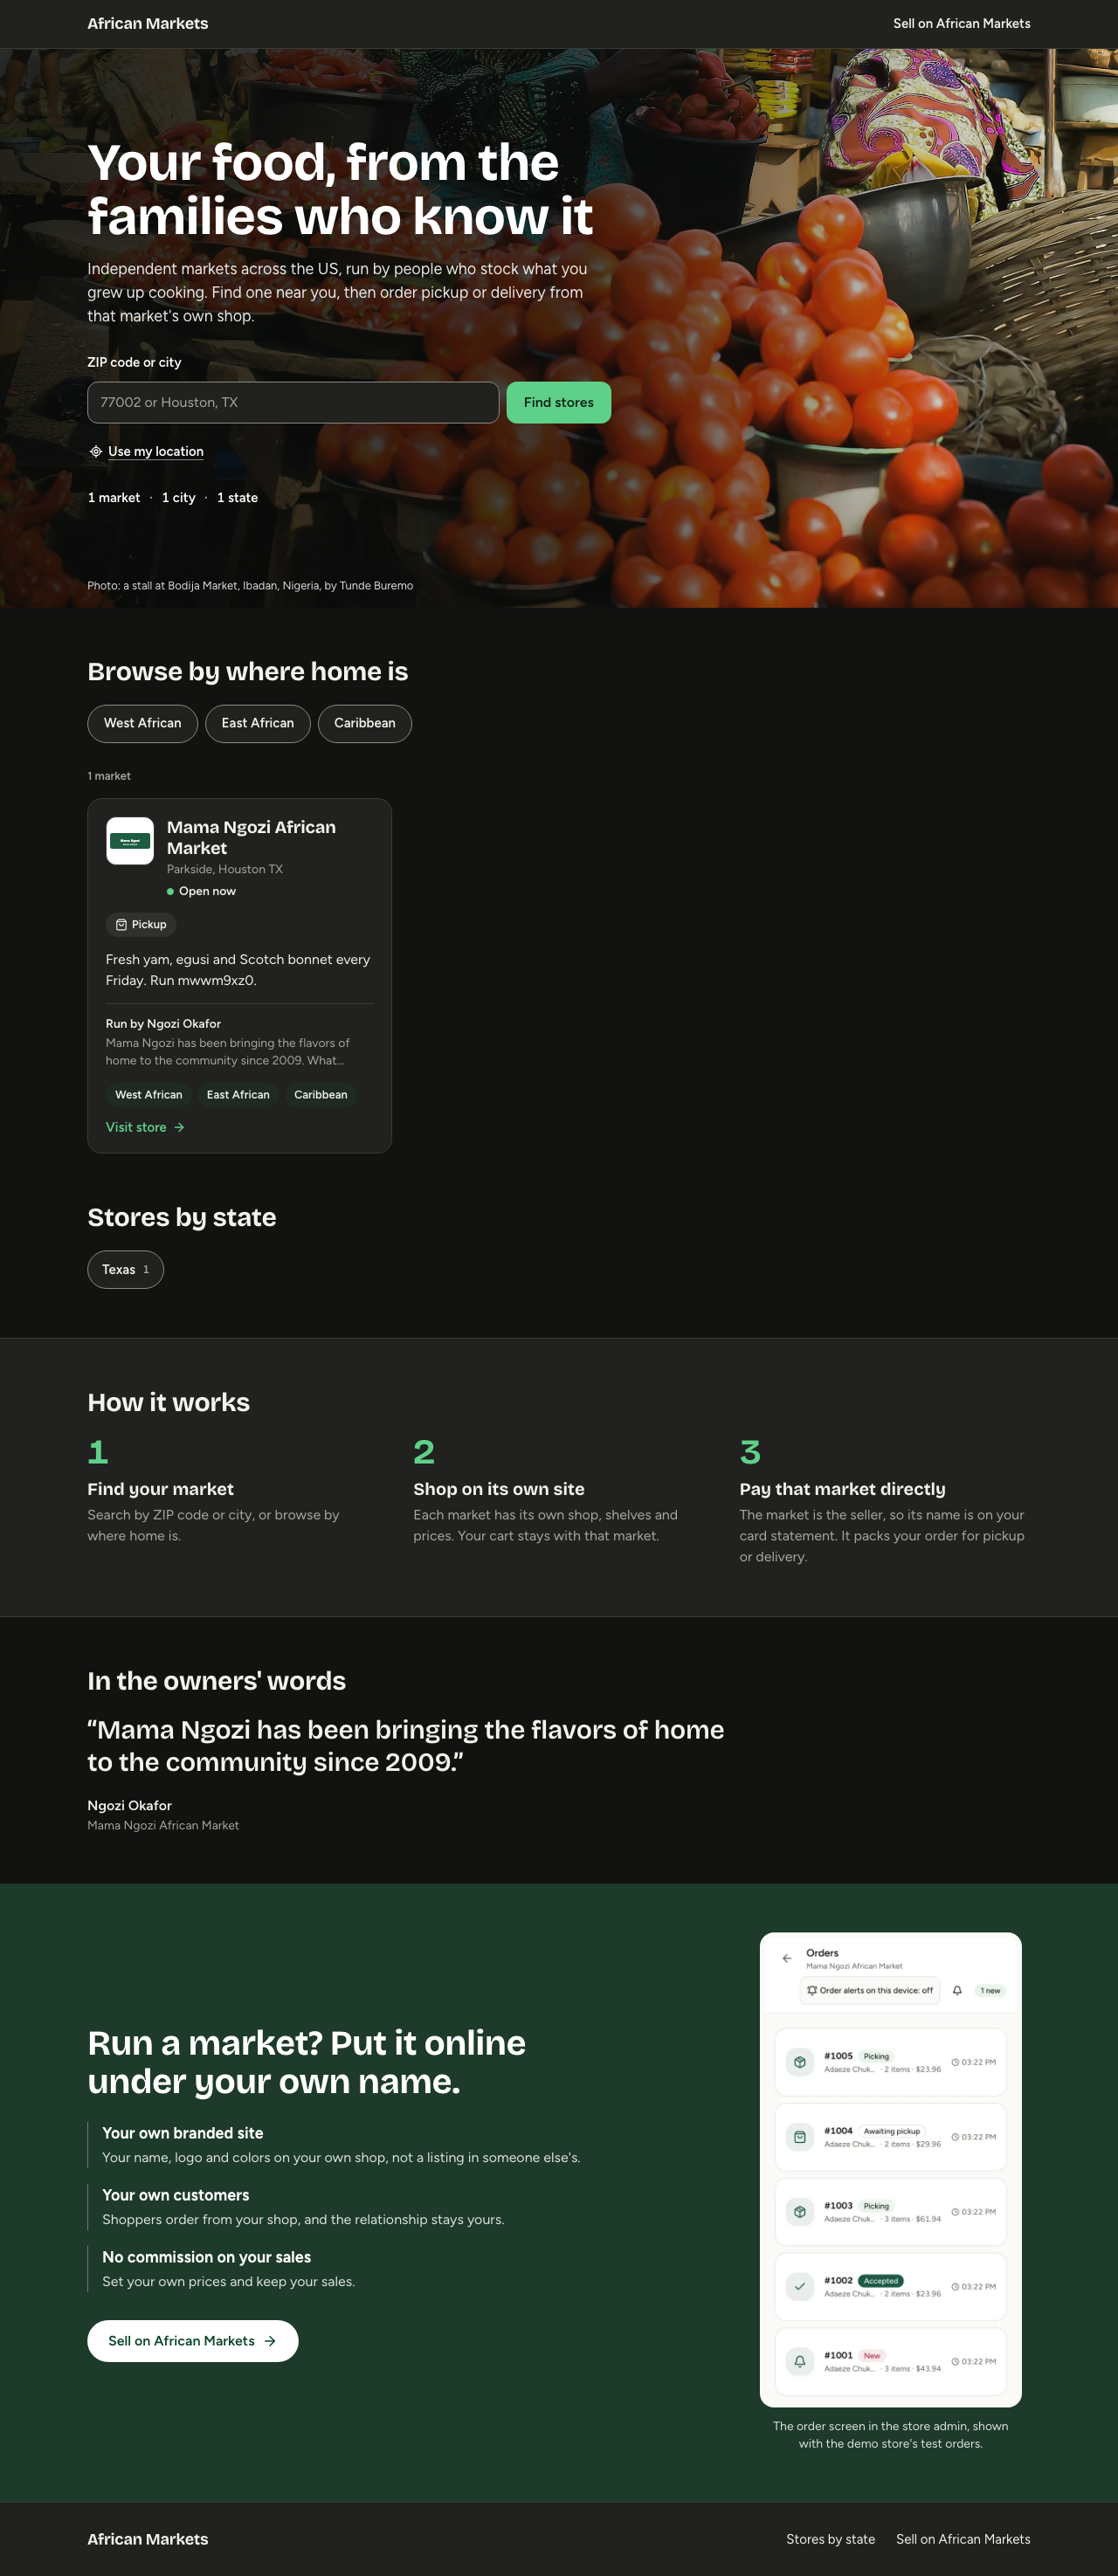 African Markets
Sell on African Markets
Your food, from the
families who know it
Independent markets across the US, run by people who stock what you
grew up cooking. Find one near you, then order pickup or delivery from
that market's own shop.
ZIP code or city
77002 or Houston, TX
Find stores
Use my location
1 market · 1 city · 1 state
Photo: a stall at Bodija Market, Ibadan, Nigeria, by Tunde Buremo
Browse by where home is
West African
East African
Caribbean
1 market
Mama Ngozi African
Market
Parkside, Houston TX
Open now
Pickup
Fresh yam, egusi and Scotch bonnet every
Friday. Run mwwm9xz0.
Run by Ngozi Okafor
Mama Ngozi has been bringing the flavors of
home to the community since 2009. What...
West African
East African
Caribbean
Visit store
Stores by state
Texas 1
How it works
1
Find your market
Search by ZIP code or city, or browse by
where home is.
2
Shop on its own site
Each market has its own shop, shelves and
prices. Your cart stays with that market.
3
Pay that market directly
The market is the seller, so its name is on your
card statement. It packs your order for pickup
or delivery.
In the owners' words
“Mama Ngozi has been bringing the flavors of home
to the community since 2009.”
Ngozi Okafor
Mama Ngozi African Market
Run a market? Put it online
under your own name.
Your own branded site
Your name, logo and colors on your own shop, not a listing in someone else's.
Your own customers
Shoppers order from your shop, and the relationship stays yours.
No commission on your sales
Set your own prices and keep your sales.
Sell on African Markets
Orders
Mama Ngozi African Market
Order alerts on this device: off
1 new
#1005 Picking
Adaeze Chuk... · 2 items · $23.96
03:22 PM
#1004 Awaiting pickup
Adaeze Chuk... · 2 items · $29.96
03:22 PM
#1003 Picking
Adaeze Chuk... · 3 items · $61.94
03:22 PM
#1002 Accepted
Adaeze Chuk... · 2 items · $23.96
03:22 PM
#1001 New
Adaeze Chuk... · 3 items · $43.94
03:22 PM
The order screen in the store admin, shown
with the demo store's test orders.
African Markets
Stores by state
Sell on African Markets